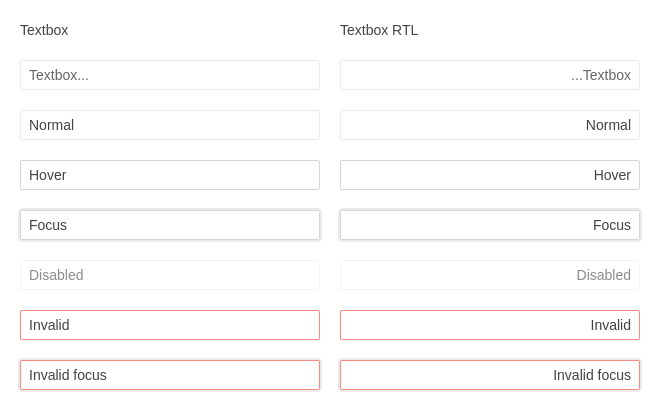 Textbox
Textbox RTL
Textbox...
...Textbox
Normal
Normal
Hover
Hover
Focus
Focus
Disabled
Disabled
Invalid
Invalid
Invalid focus
Invalid focus